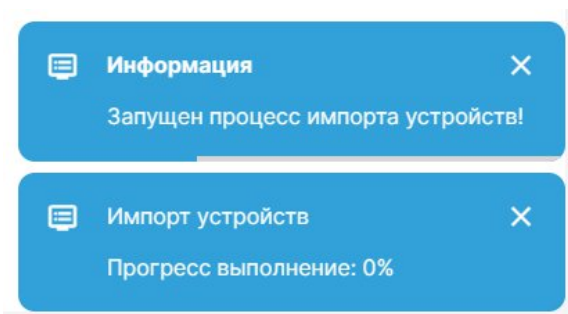 Информация
Запущен процесс импорта устройств!
Импорт устройств
Прогресс выполнение: 0%